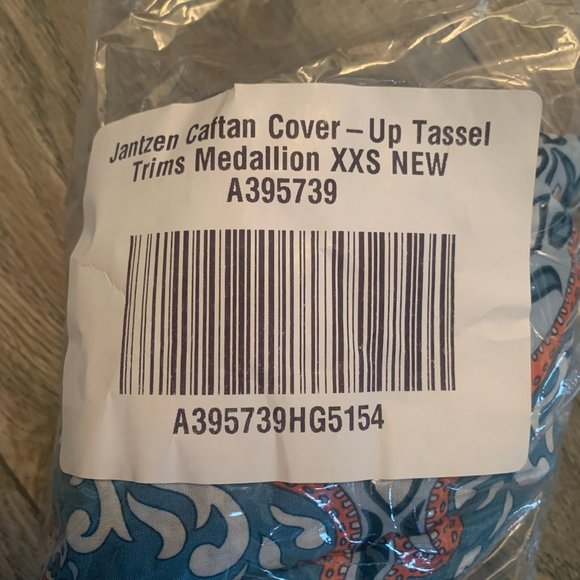 Jantzen Caftan Cover-Up Tassel
Trims Medallion XXS NEW
A395739
A395739HG5154